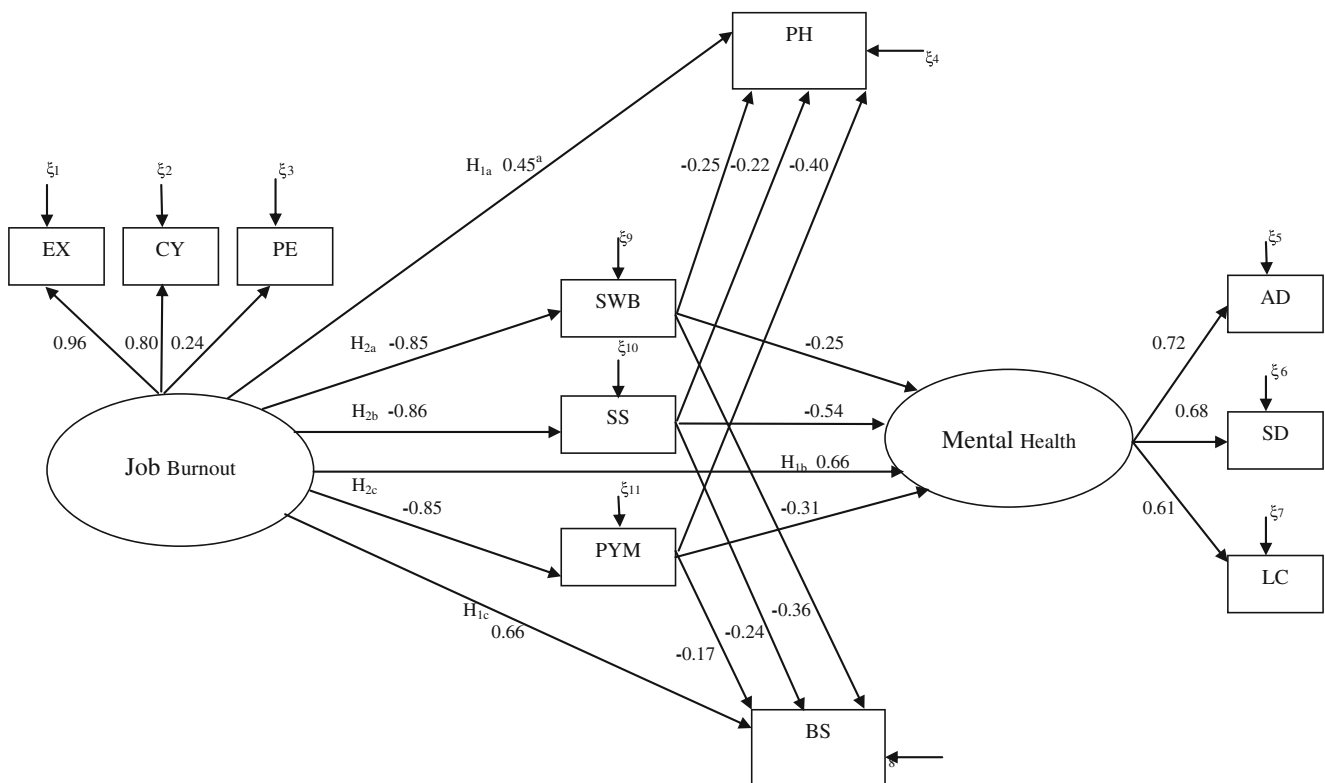 PH
ξ4
H1a 0.45a
-0.25
-0.22
-0.40
ξ1
ξ2
ξ3
EX
CY
PE
ξ9
SWB
ξ5
AD
0.96
0.80
0.24
H2a -0.85
-0.25
0.72
ξ10
SS
H2b -0.86
-0.54
ξ6
SD
0.68
Job Burnout
Mental Health
H1b 0.66
H2c
-0.85
ξ11
PYM
-0.31
0.61
ξ7
LC
H1c
0.66
-0.17
-0.24
-0.36
BS
8